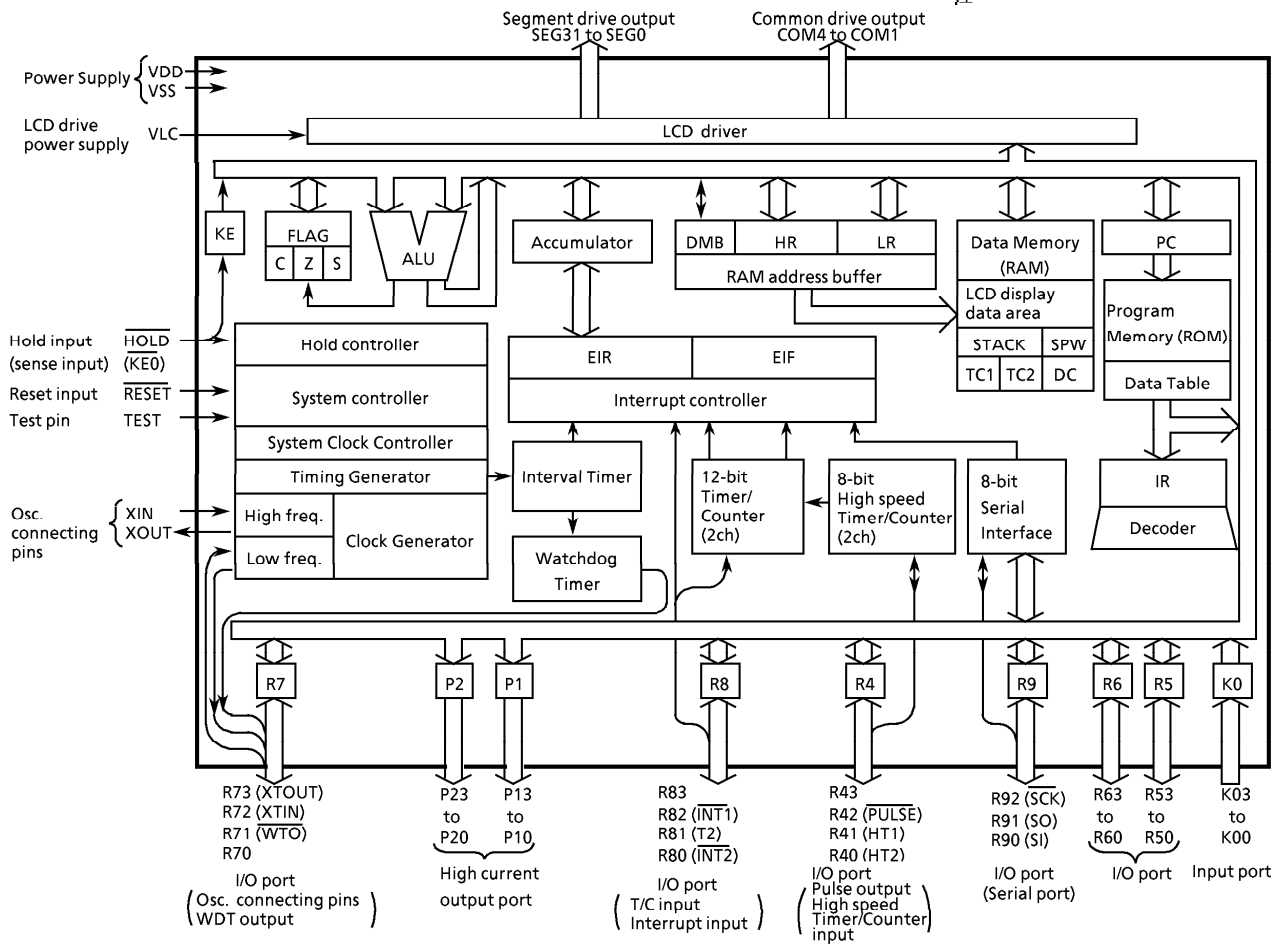 Segment drive output
SEG31 to SEG0
Common drive output
COM4 to COM1
Power Supply
VDD
VSS
LCD drive
power supply
VLC
LCD driver
KE
FLAG
C Z S
ALU
Accumulator
DMB HR LR
RAM address buffer
Data Memory
(RAM)
LCD display
data area
STACK SPW
TC1 TC2 DC
PC
Program
Memory (ROM)
Data Table
IR
Decoder
Hold input
(sense input)
HOLD
(KE0)
Reset input RESET
Test pin TEST
Osc.
connecting
pins
XIN
XOUT
Hold controller
System controller
System Clock Controller
Timing Generator
High freq.
Low freq.
Clock Generator
EIR EIF
Interrupt controller
Interval Timer
Watchdog
Timer
12-bit
Timer/
Counter
(2ch)
8-bit
High speed
Timer/Counter
(2ch)
8-bit
Serial
Interface
R7 P2 P1 R8 R4 R9 R6 R5 K0
R73 (XTOUT)
R72 (XTIN)
R71 (WTO)
R70
I/O port
(Osc. connecting pins
WDT output)
P23
to
P20
P13
to
P10
High current
output port
R83
R82 (INT1)
R81 (T2)
R80 (INT2)
I/O port
(T/C input
Interrupt input)
R43
R42 (PULSE)
R41 (HT1)
R40 (HT2)
I/O port
(Pulse output
High speed
Timer/Counter
input)
R92 (SCK)
R91 (SO)
R90 (SI)
I/O port
(Serial port)
R63
to
R60
R53
to
R50
I/O port
K03
to
K00
Input port